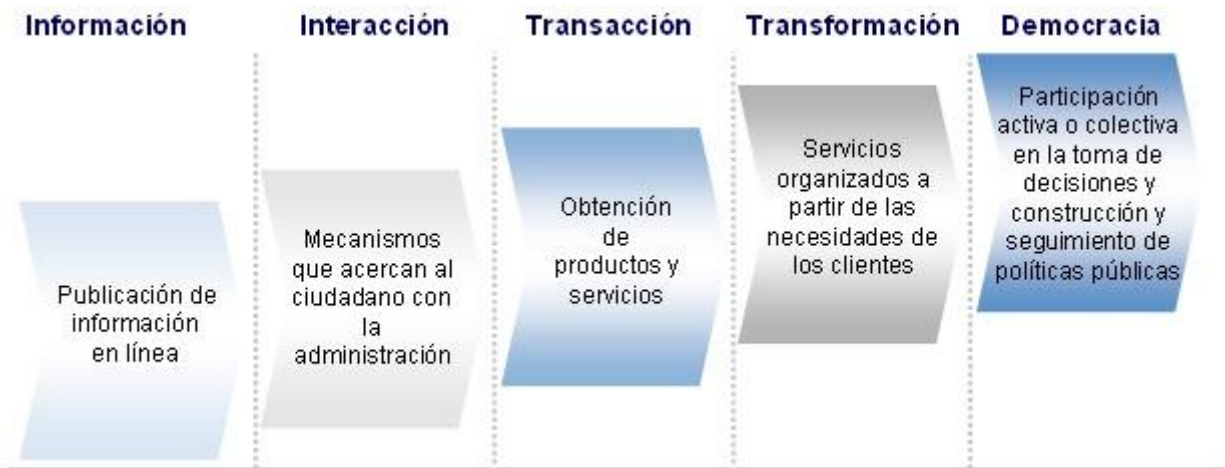 Información
Interacción
Transacción
Transformación
Democracia
Publicación de
información
en línea
Mecanismos
que acercan al
ciudadano con
la
administración
Obtención
de
productos y
servicios
Servicios
organizados a
partir de las
necesidades de
los clientes
Participación
activa o colectiva
en la toma de
decisiones y
construcción y
seguimiento de
políticas públicas